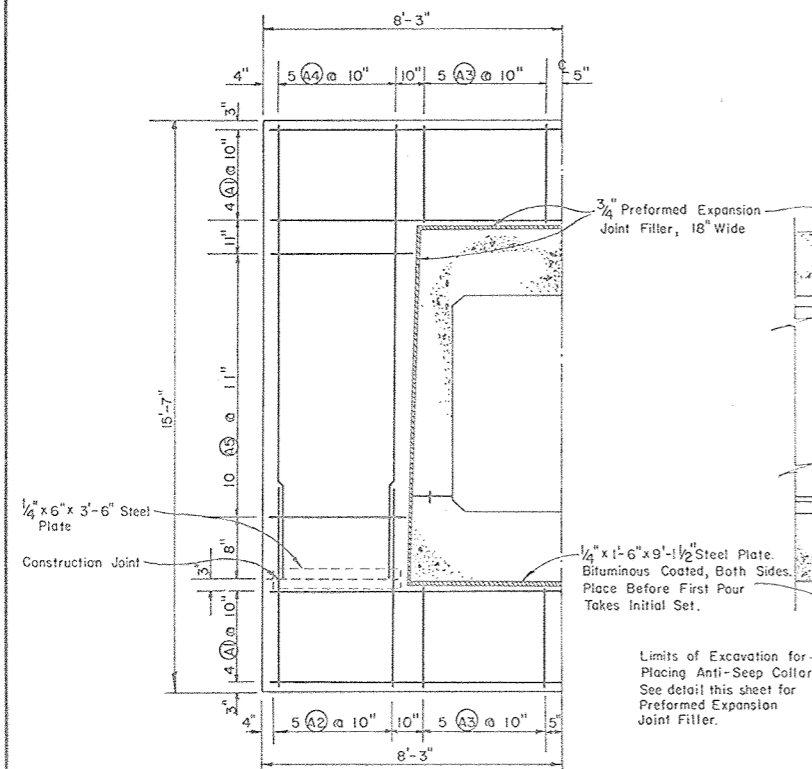 8'-3"
4" 5 A4 @ 10" 10" 5 A3 @ 10" ℄ 5"
3"
4 A1 @ 10"
11"
10 A5 @ 11"
15'-7"
8"
3"
4 A1 @ 10"
3"
3/4" Preformed Expansion
Joint Filler, 18" Wide
1/4" x 6" x 3'-6" Steel
Plate
Construction Joint
1/4" x 1'-6" x 9'-1 1/2" Steel Plate.
Bituminous Coated, Both Sides.
Place Before First Pour
Takes Initial Set.
Limits of Excavation for
Placing Anti-Seep Collar
See detail this sheet for
Preformed Expansion
Joint Filler.
4" 5 A2 @ 10" 10" 5 A3 @ 10" 5"
8'-3"